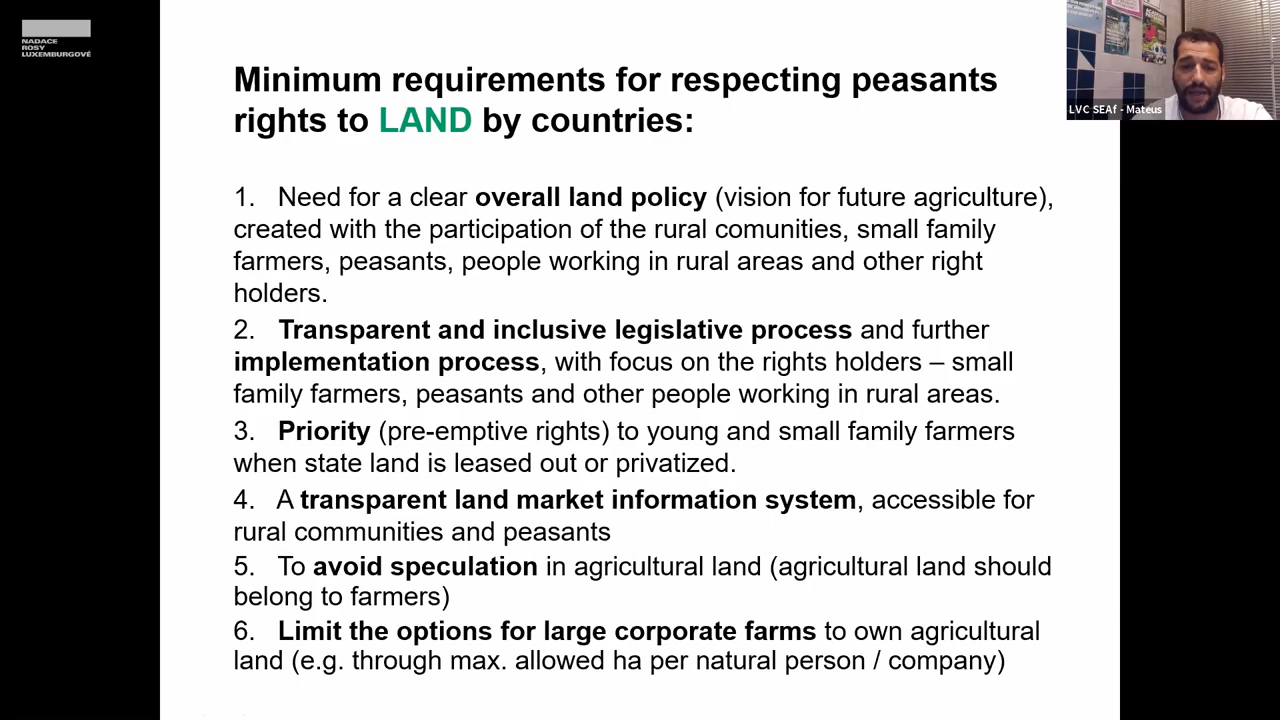 NADACE
ROSY
LUXEMBURGOVÉ
Minimum requirements for respecting peasants
rights to LAND by countries:
1. Need for a clear overall land policy (vision for future agriculture),
created with the participation of the rural comunities, small family
farmers, peasants, people working in rural areas and other right
holders.
2. Transparent and inclusive legislative process and further
implementation process, with focus on the rights holders – small
family farmers, peasants and other people working in rural areas.
3. Priority (pre-emptive rights) to young and small family farmers
when state land is leased out or privatized.
4. A transparent land market information system, accessible for
rural communities and peasants
5. To avoid speculation in agricultural land (agricultural land should
belong to farmers)
6. Limit the options for large corporate farms to own agricultural
land (e.g. through max. allowed ha per natural person / company)
LVC SEAf - Mateus